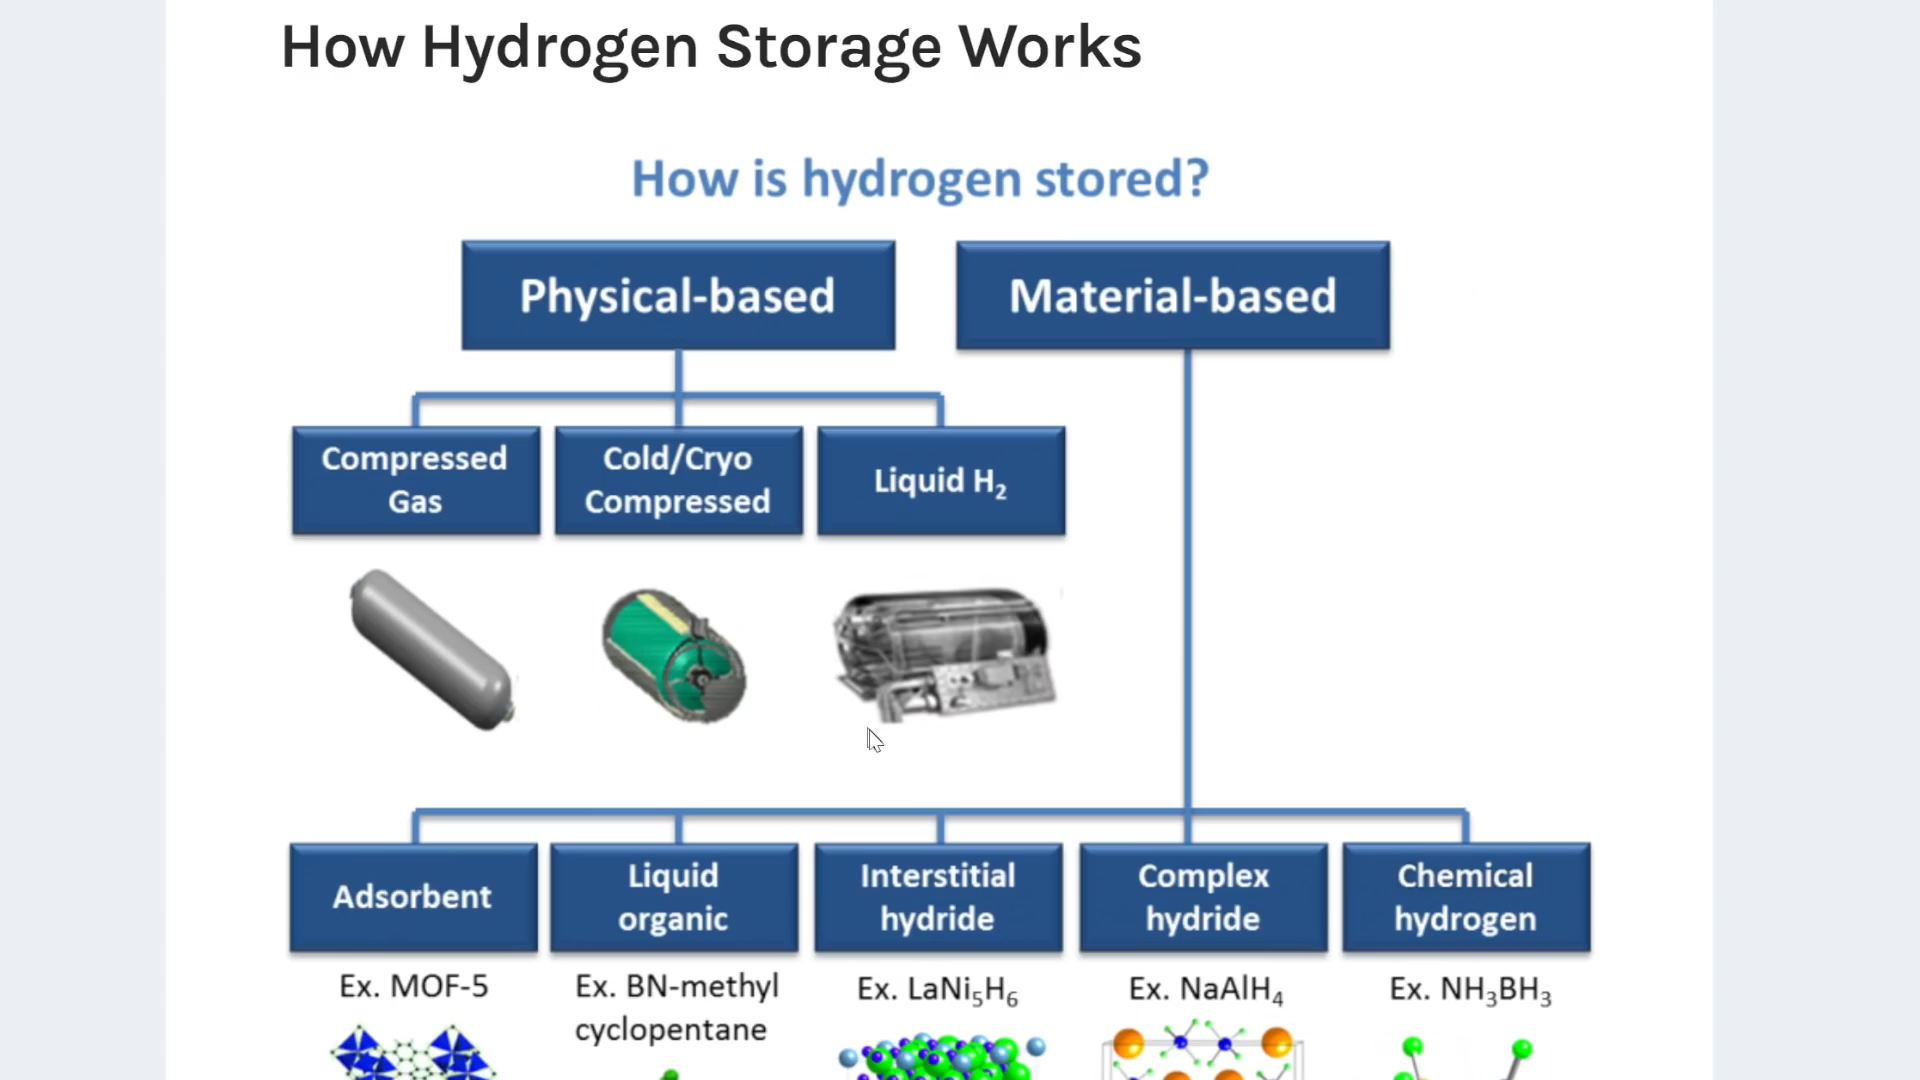 How Hydrogen Storage Works
How is hydrogen stored?
Physical-based
Material-based
Compressed
Gas
Cold/Cryo
Compressed
Liquid H₂
Adsorbent
Liquid
organic
Interstitial
hydride
Complex
hydride
Chemical
hydrogen
Ex. MOF-5
Ex. BN-methyl
cyclopentane
Ex. LaNi₅H₆
Ex. NaAlH₄
Ex. NH₃BH₃